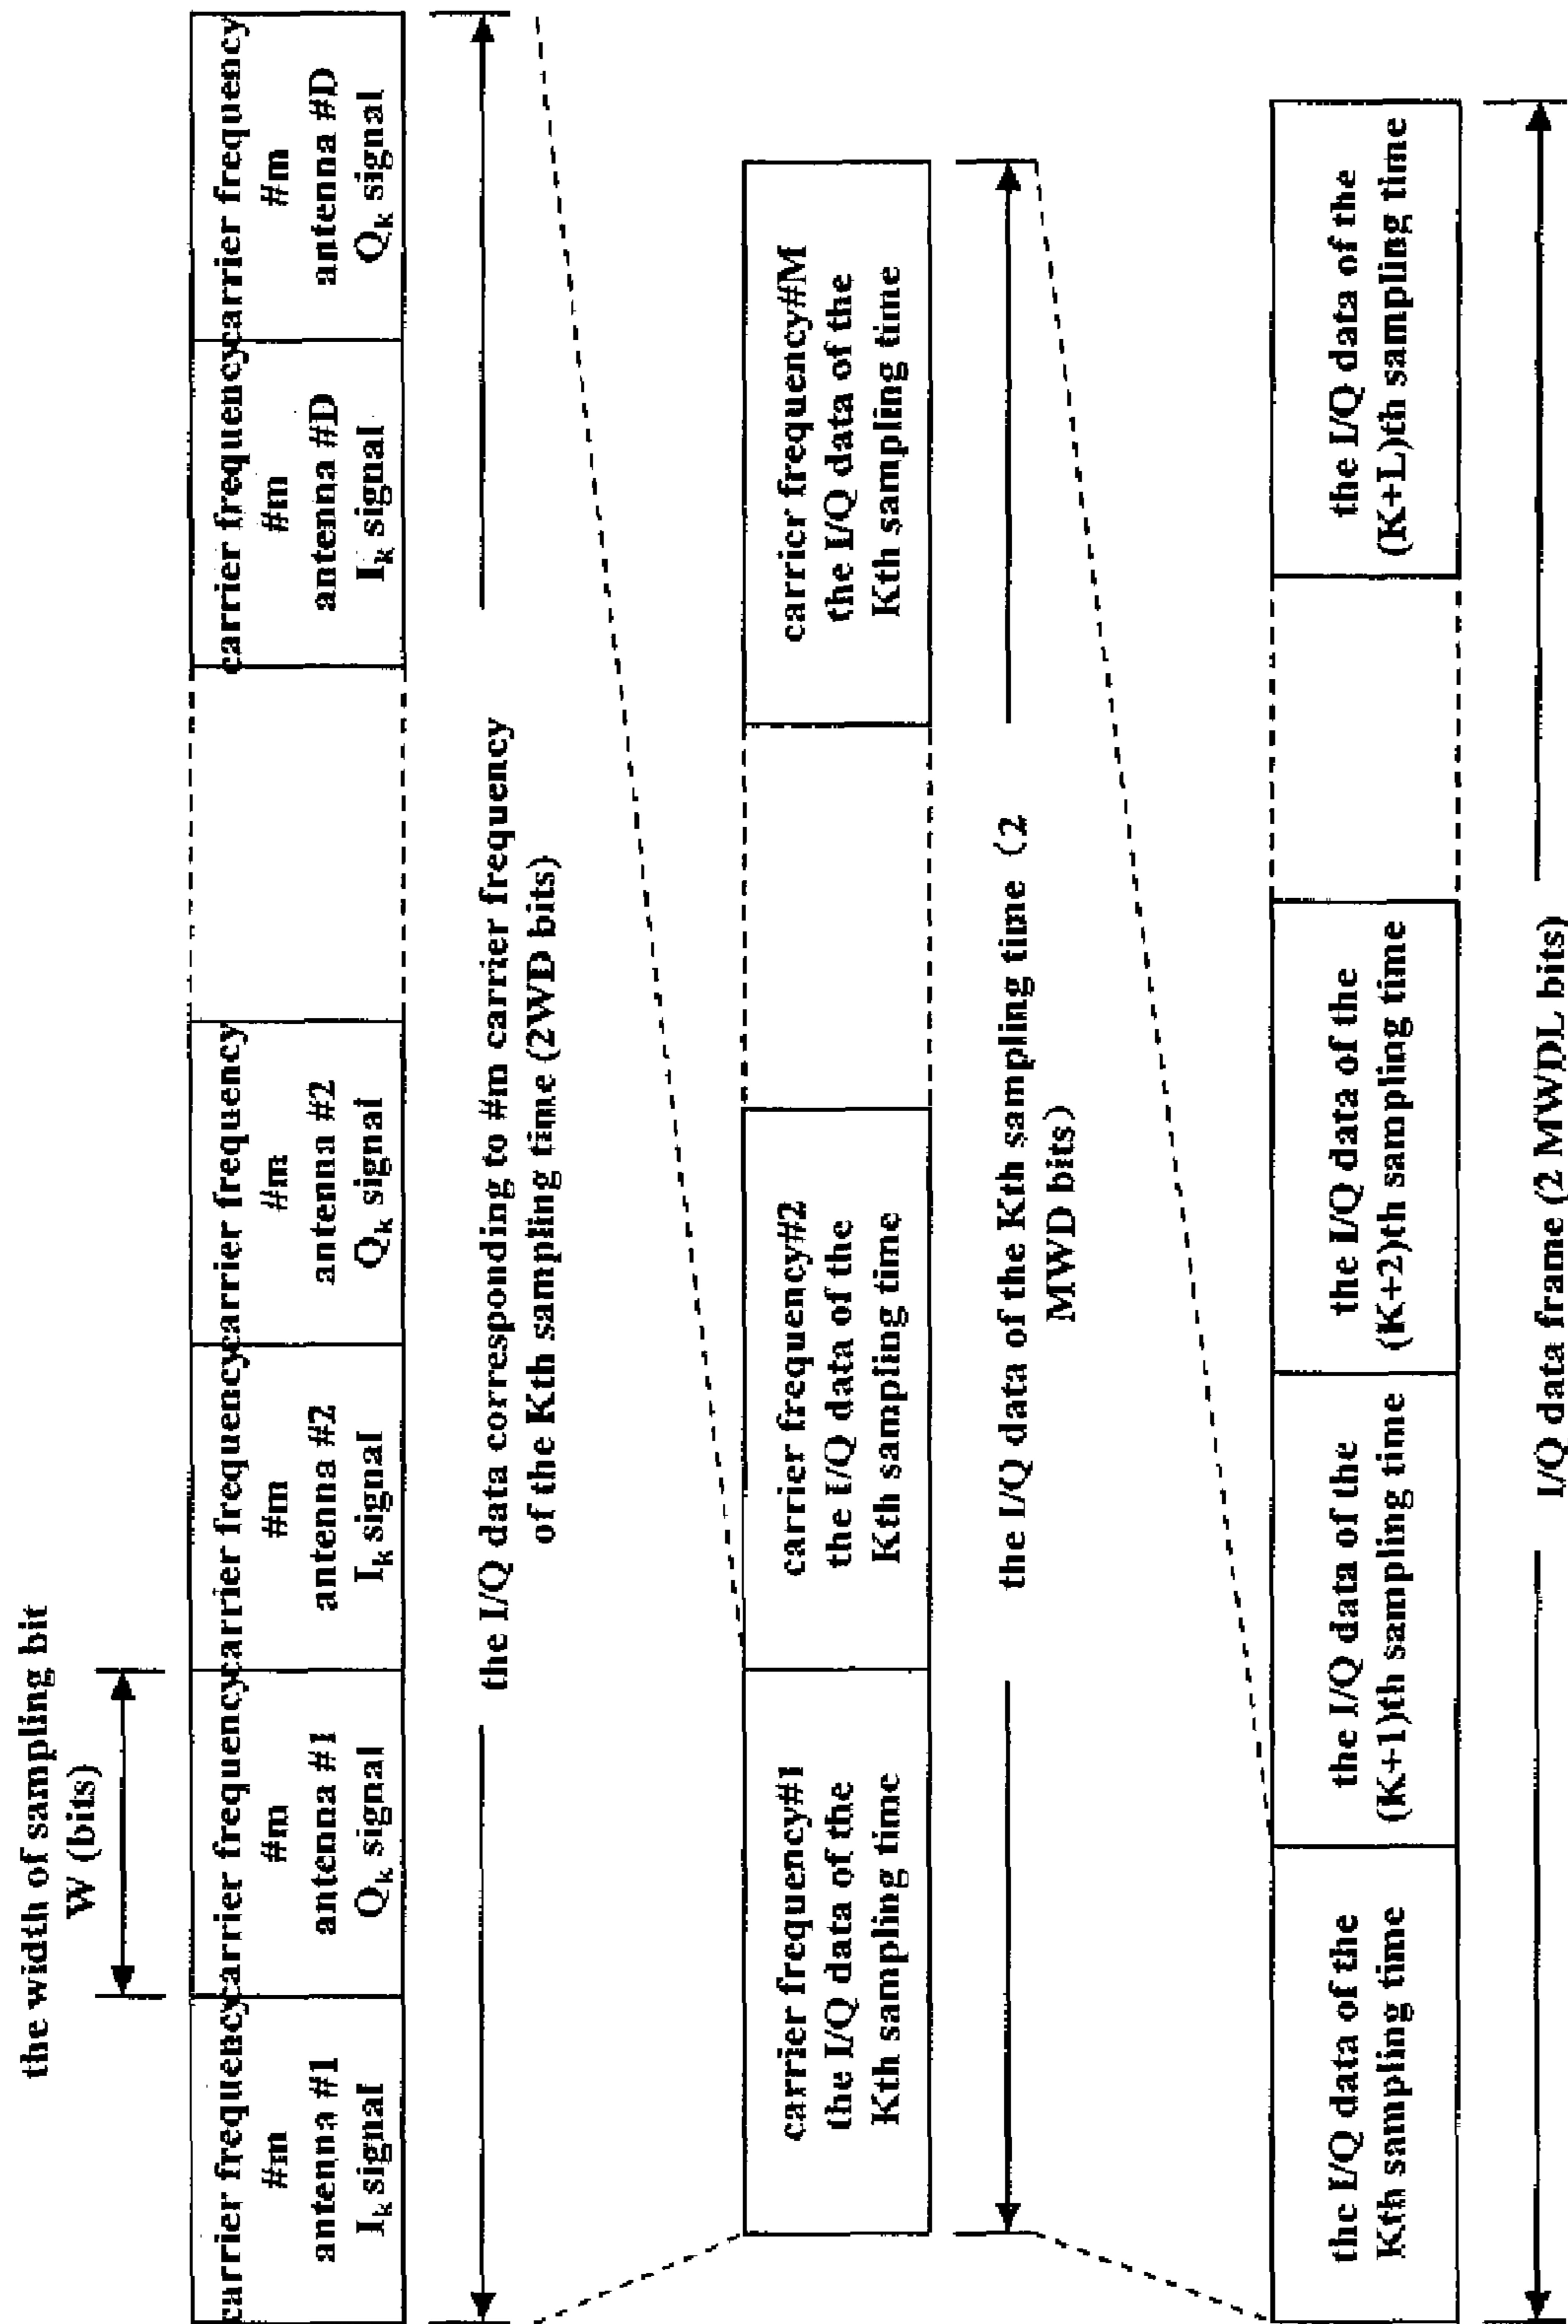 the width of sampling bit
W (bits)
carrier frequency
#m
antenna #1
Iₖ signal
carrier frequency
#m
antenna #1
Qₖ signal
carrier frequency
#m
antenna #2
Iₖ signal
carrier frequency
#m
antenna #2
Qₖ signal
carrier frequency
#m
antenna #D
Iₖ signal
carrier frequency
#m
antenna #D
Qₖ signal
the I/Q data corresponding to #m carrier frequency
of the Kth sampling time (2WD bits)
carrier frequency#1
the I/Q data of the
Kth sampling time
carrier frequency#2
the I/Q data of the
Kth sampling time
carrier frequency#M
the I/Q data of the
Kth sampling time
the I/Q data of the Kth sampling time (2
MWD bits)
the I/Q data of the
Kth sampling time
the I/Q data of the
(K+1)th sampling time
the I/Q data of the
(K+2)th sampling time
the I/Q data of the
(K+L)th sampling time
I/Q data frame (2 MWDL bits)